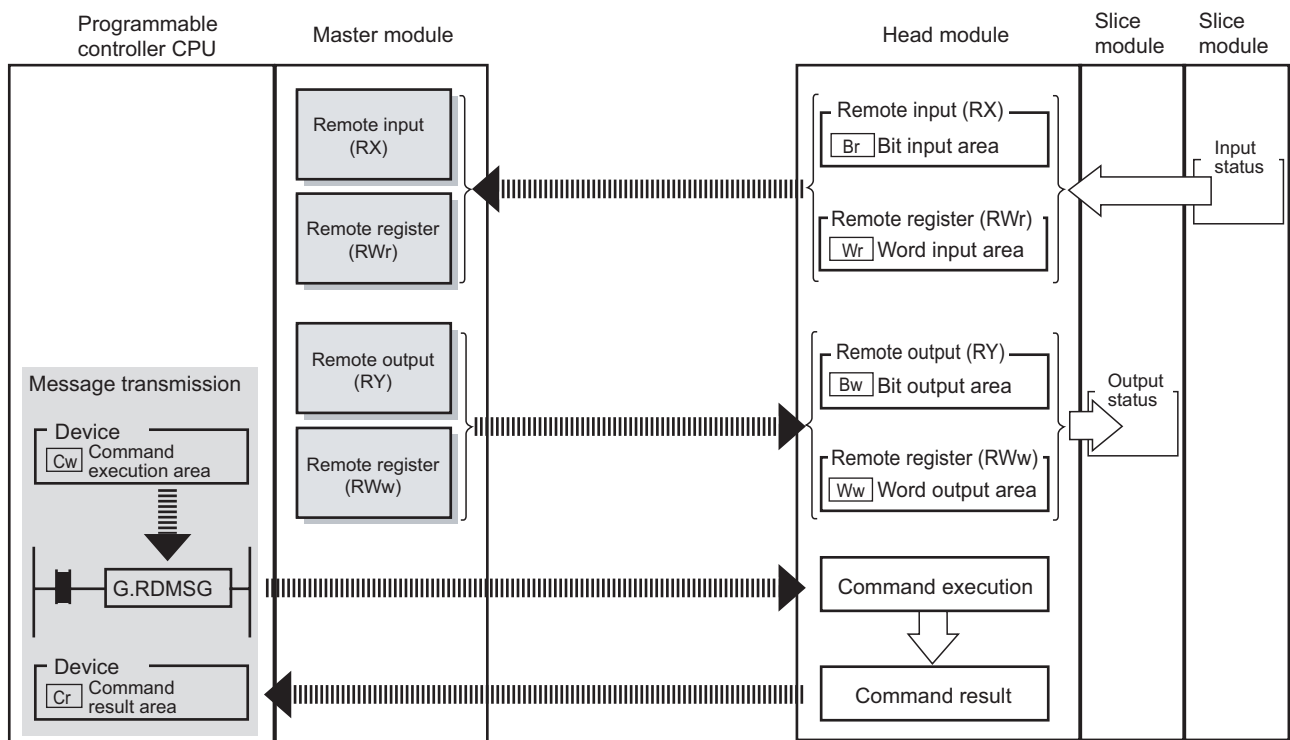 Programmable
controller CPU
Master module
Head module
Slice
module
Slice
module
Remote input
(RX)
Remote register
(RWr)
Remote input (RX)
Br Bit input area
Remote register (RWr)
Wr Word input area
Input
status
Remote output
(RY)
Remote register
(RWw)
Remote output (RY)
Bw Bit output area
Remote register (RWw)
Ww Word output area
Output
status
Message transmission
Device
Cw Command
execution area
G.RDMSG
Command execution
Device
Cr Command
result area
Command result